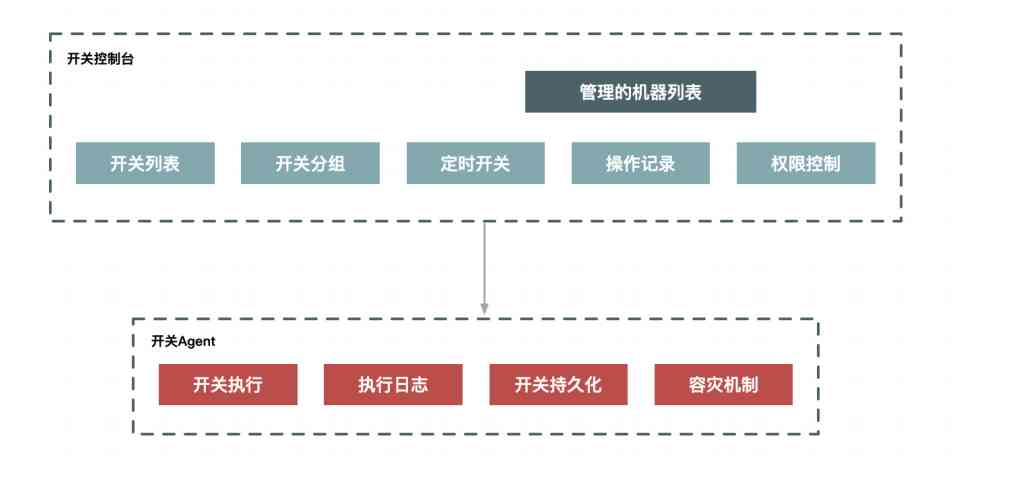 开关控制台
管理的机器列表
开关列表
开关分组
定时开关
操作记录
权限控制
开关Agent
开关执行
执行日志
开关持久化
容灾机制